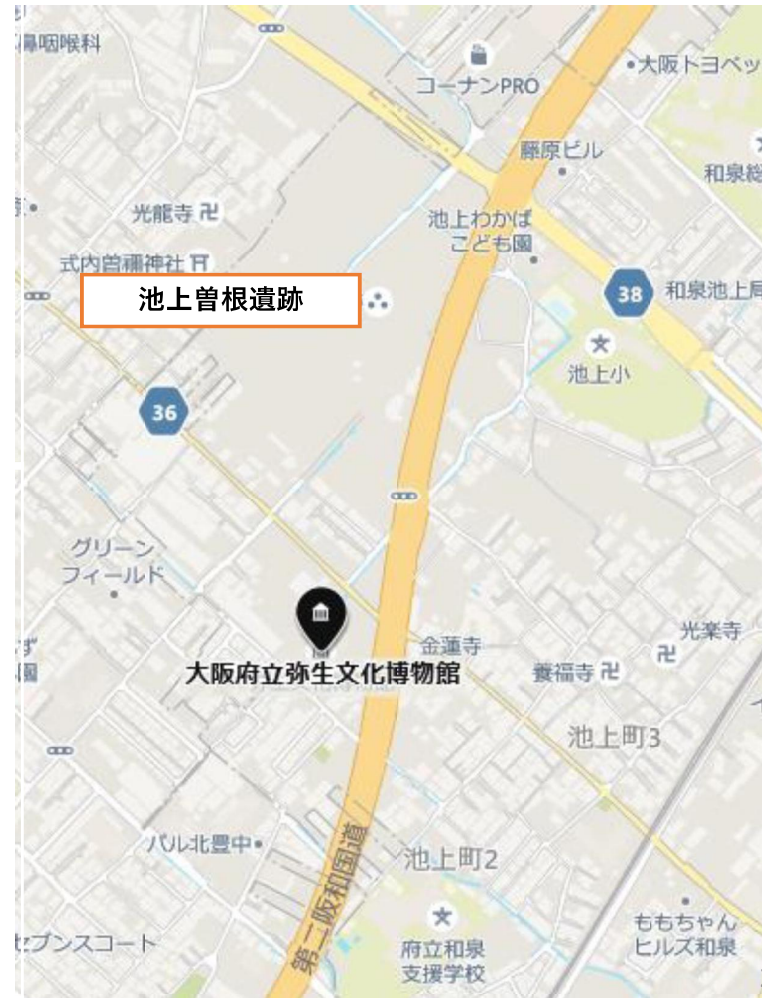 鼻咽喉科
コーナンPRO
大阪トヨペッ
藤原ビル
和泉総
光龍寺
池上わかば
こども園
式内曽禰神社
池上曽根遺跡
38
和泉池上局
池上小
36
グリーン
フィールド
金蓮寺
光楽寺
大阪府立弥生文化博物館
養福寺
池上町3
パル北豊中
第二阪和国道
池上町2
ももちゃん
ヒルズ和泉
セブンスコート
府立和泉
支援学校